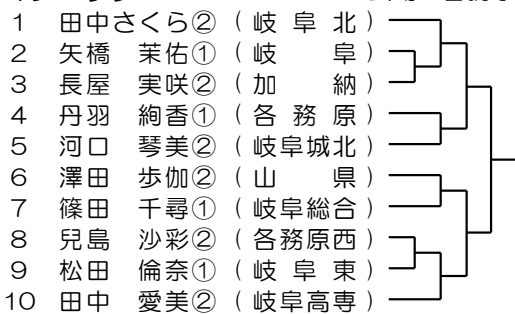 1 田中さくら② ( 岐 阜 北 )
2 矢橋 茉佑① ( 岐 阜 )
3 長屋 実咲② ( 加 納 )
4 丹羽 絢香① ( 各 務 原 )
5 河口 琴美② ( 岐阜城北 )
6 澤田 歩伽② ( 山 県 )
7 篠田 千尋① ( 岐阜総合 )
8 兒島 沙彩② ( 各務原西 )
9 松田 倫奈① ( 岐 阜 東 )
10 田中 愛美② ( 岐阜高専 )